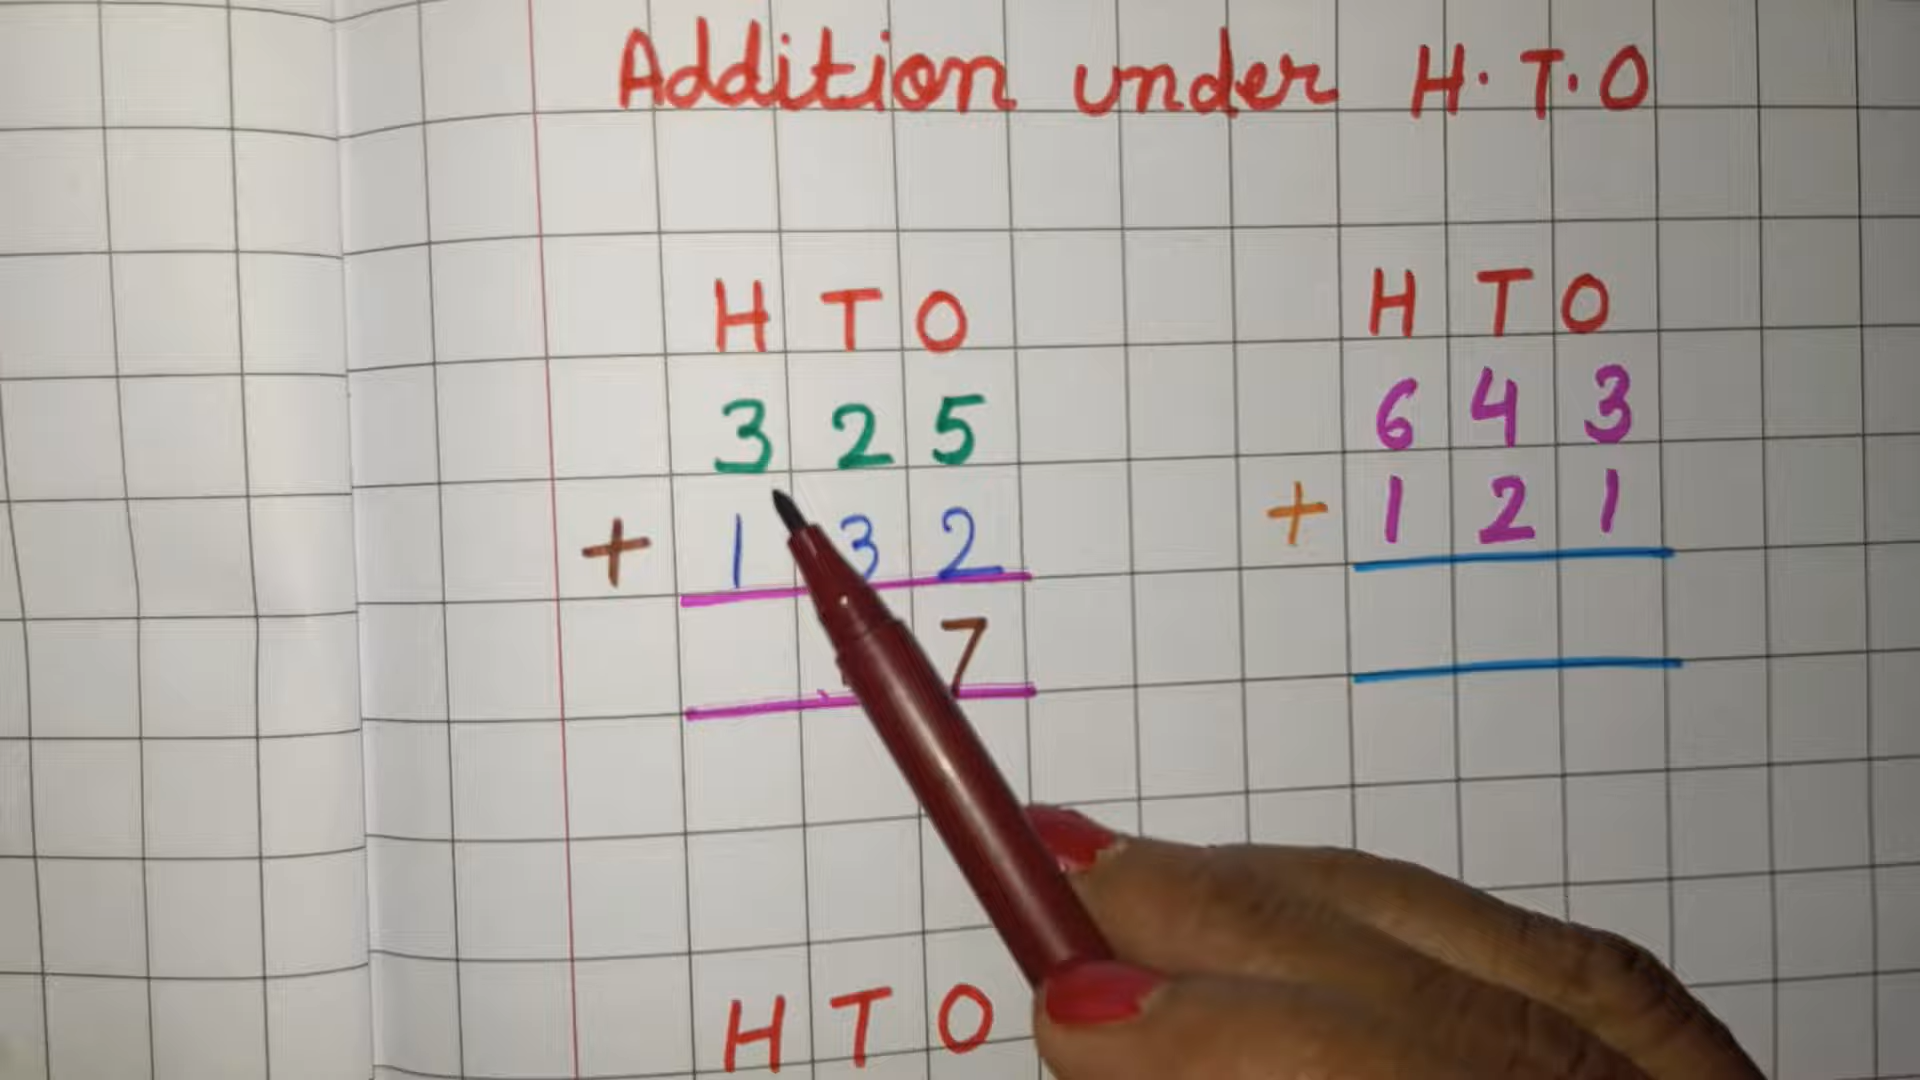 Addition under H.T.O
H T O
3 2 5
+ 1 3 2
7
H T O
6 4 3
+ 1 2 1
H T O